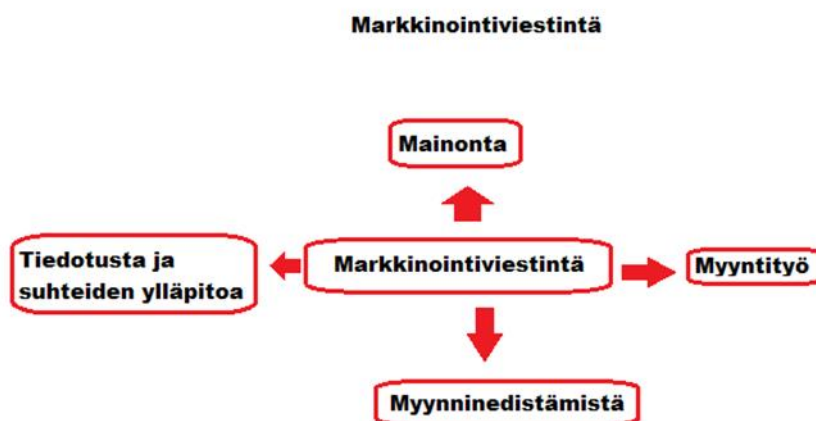 Markkinointiviestintä
Mainonta
Tiedotusta ja
suhteiden ylläpitoa
Markkinointiviestintä
Myyntityö
Myynninedistämistä